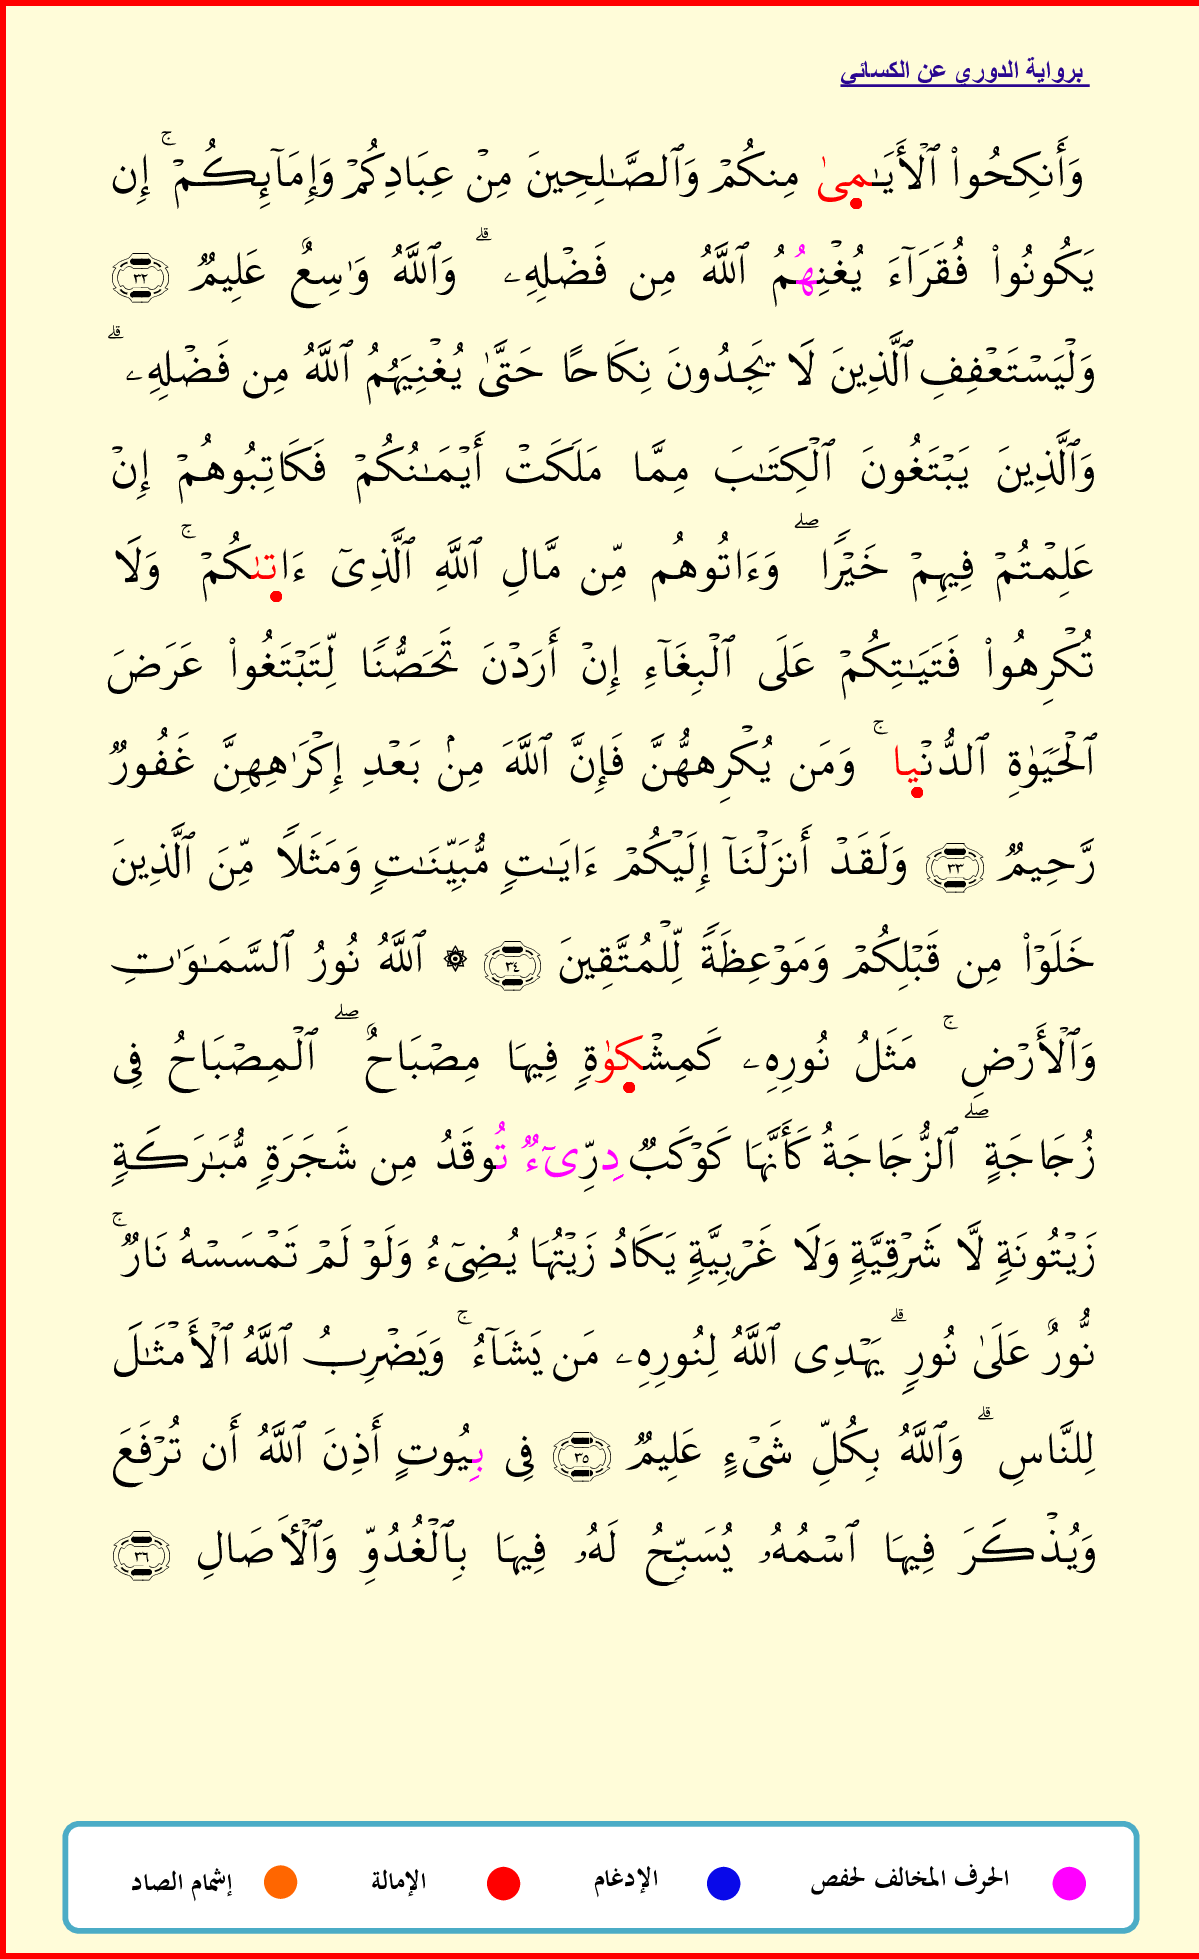 برواية الدوري عن الكسائي
وَأَنكِحُوا۟ ٱلْأَيَـٰمِىٰ مِنكُمْ وَٱلصَّـٰلِحِينَ مِنْ عِبَادِكُمْ وَإِمَآئِكُمْ ۚ إِن
يَكُونُوا۟ فُقَرَآءَ يُغْنِهُمُ ٱللَّهُ مِن فَضْلِهِۦ ۗ وَٱللَّهُ وَٰسِعٌ عَلِيمٌ ٣٢
وَلْيَسْتَعْفِفِ ٱلَّذِينَ لَا يَجِدُونَ نِكَاحًا حَتَّىٰ يُغْنِيَهُمُ ٱللَّهُ مِن فَضْلِهِۦ ۗ
وَٱلَّذِينَ يَبْتَغُونَ ٱلْكِتَـٰبَ مِمَّا مَلَكَتْ أَيْمَـٰنُكُمْ فَكَاتِبُوهُمْ إِنْ
عَلِمْتُمْ فِيهِمْ خَيْرًا ۖ وَءَاتُوهُم مِّن مَّالِ ٱللَّهِ ٱلَّذِىٓ ءَاتىٰكُمْ ۚ وَلَا
تُكْرِهُوا۟ فَتَيَـٰتِكُمْ عَلَى ٱلْبِغَآءِ إِنْ أَرَدْنَ تَحَصُّنًا لِّتَبْتَغُوا۟ عَرَضَ
ٱلْحَيَوٰةِ ٱلدُّنْيا ۚ وَمَن يُكْرِههُّنَّ فَإِنَّ ٱللَّهَ مِنۢ بَعْدِ إِكْرَٰهِهِنَّ غَفُورٌ
رَّحِيمٌ ٣٣ وَلَقَدْ أَنزَلْنَآ إِلَيْكُمْ ءَايَـٰتٍ مُّبَيِّنَـٰتٍ وَمَثَلًا مِّنَ ٱلَّذِينَ
خَلَوْا۟ مِن قَبْلِكُمْ وَمَوْعِظَةً لِّلْمُتَّقِينَ ٣٤ ۞ ٱللَّهُ نُورُ ٱلسَّمَـٰوَٰتِ
وَٱلْأَرْضِ ۚ مَثَلُ نُورِهِۦ كَمِشْكوٰةٍ فِيهَا مِصْبَاحٌ ۖ ٱلْمِصْبَاحُ فِى
زُجَاجَةٍ ۖ ٱلزُّجَاجَةُ كَأَنَّهَا كَوْكَبٌ دِرِّىٓءٌ تُوقَدُ مِن شَجَرَةٍ مُّبَـٰرَكَةٍ
زَيْتُونَةٍ لَّا شَرْقِيَّةٍ وَلَا غَرْبِيَّةٍ يَكَادُ زَيْتُهَا يُضِىٓءُ وَلَوْ لَمْ تَمْسَسْهُ نَارٌ ۚ
نُّورٌ عَلَىٰ نُورٍ ۗ يَهْدِى ٱللَّهُ لِنُورِهِۦ مَن يَشَآءُ ۚ وَيَضْرِبُ ٱللَّهُ ٱلْأَمْثَـٰلَ
لِلنَّاسِ ۗ وَٱللَّهُ بِكُلِّ شَىْءٍ عَلِيمٌ ٣٥ فِى بِيُوتٍ أَذِنَ ٱللَّهُ أَن تُرْفَعَ
وَيُذْكَرَ فِيهَا ٱسْمُهُۥ يُسَبِّحُ لَهُۥ فِيهَا بِٱلْغُدُوِّ وَٱلْأَصَالِ ٣٦
الحرف المخالف لحفص الإدغام الإمالة إشمام الصاد